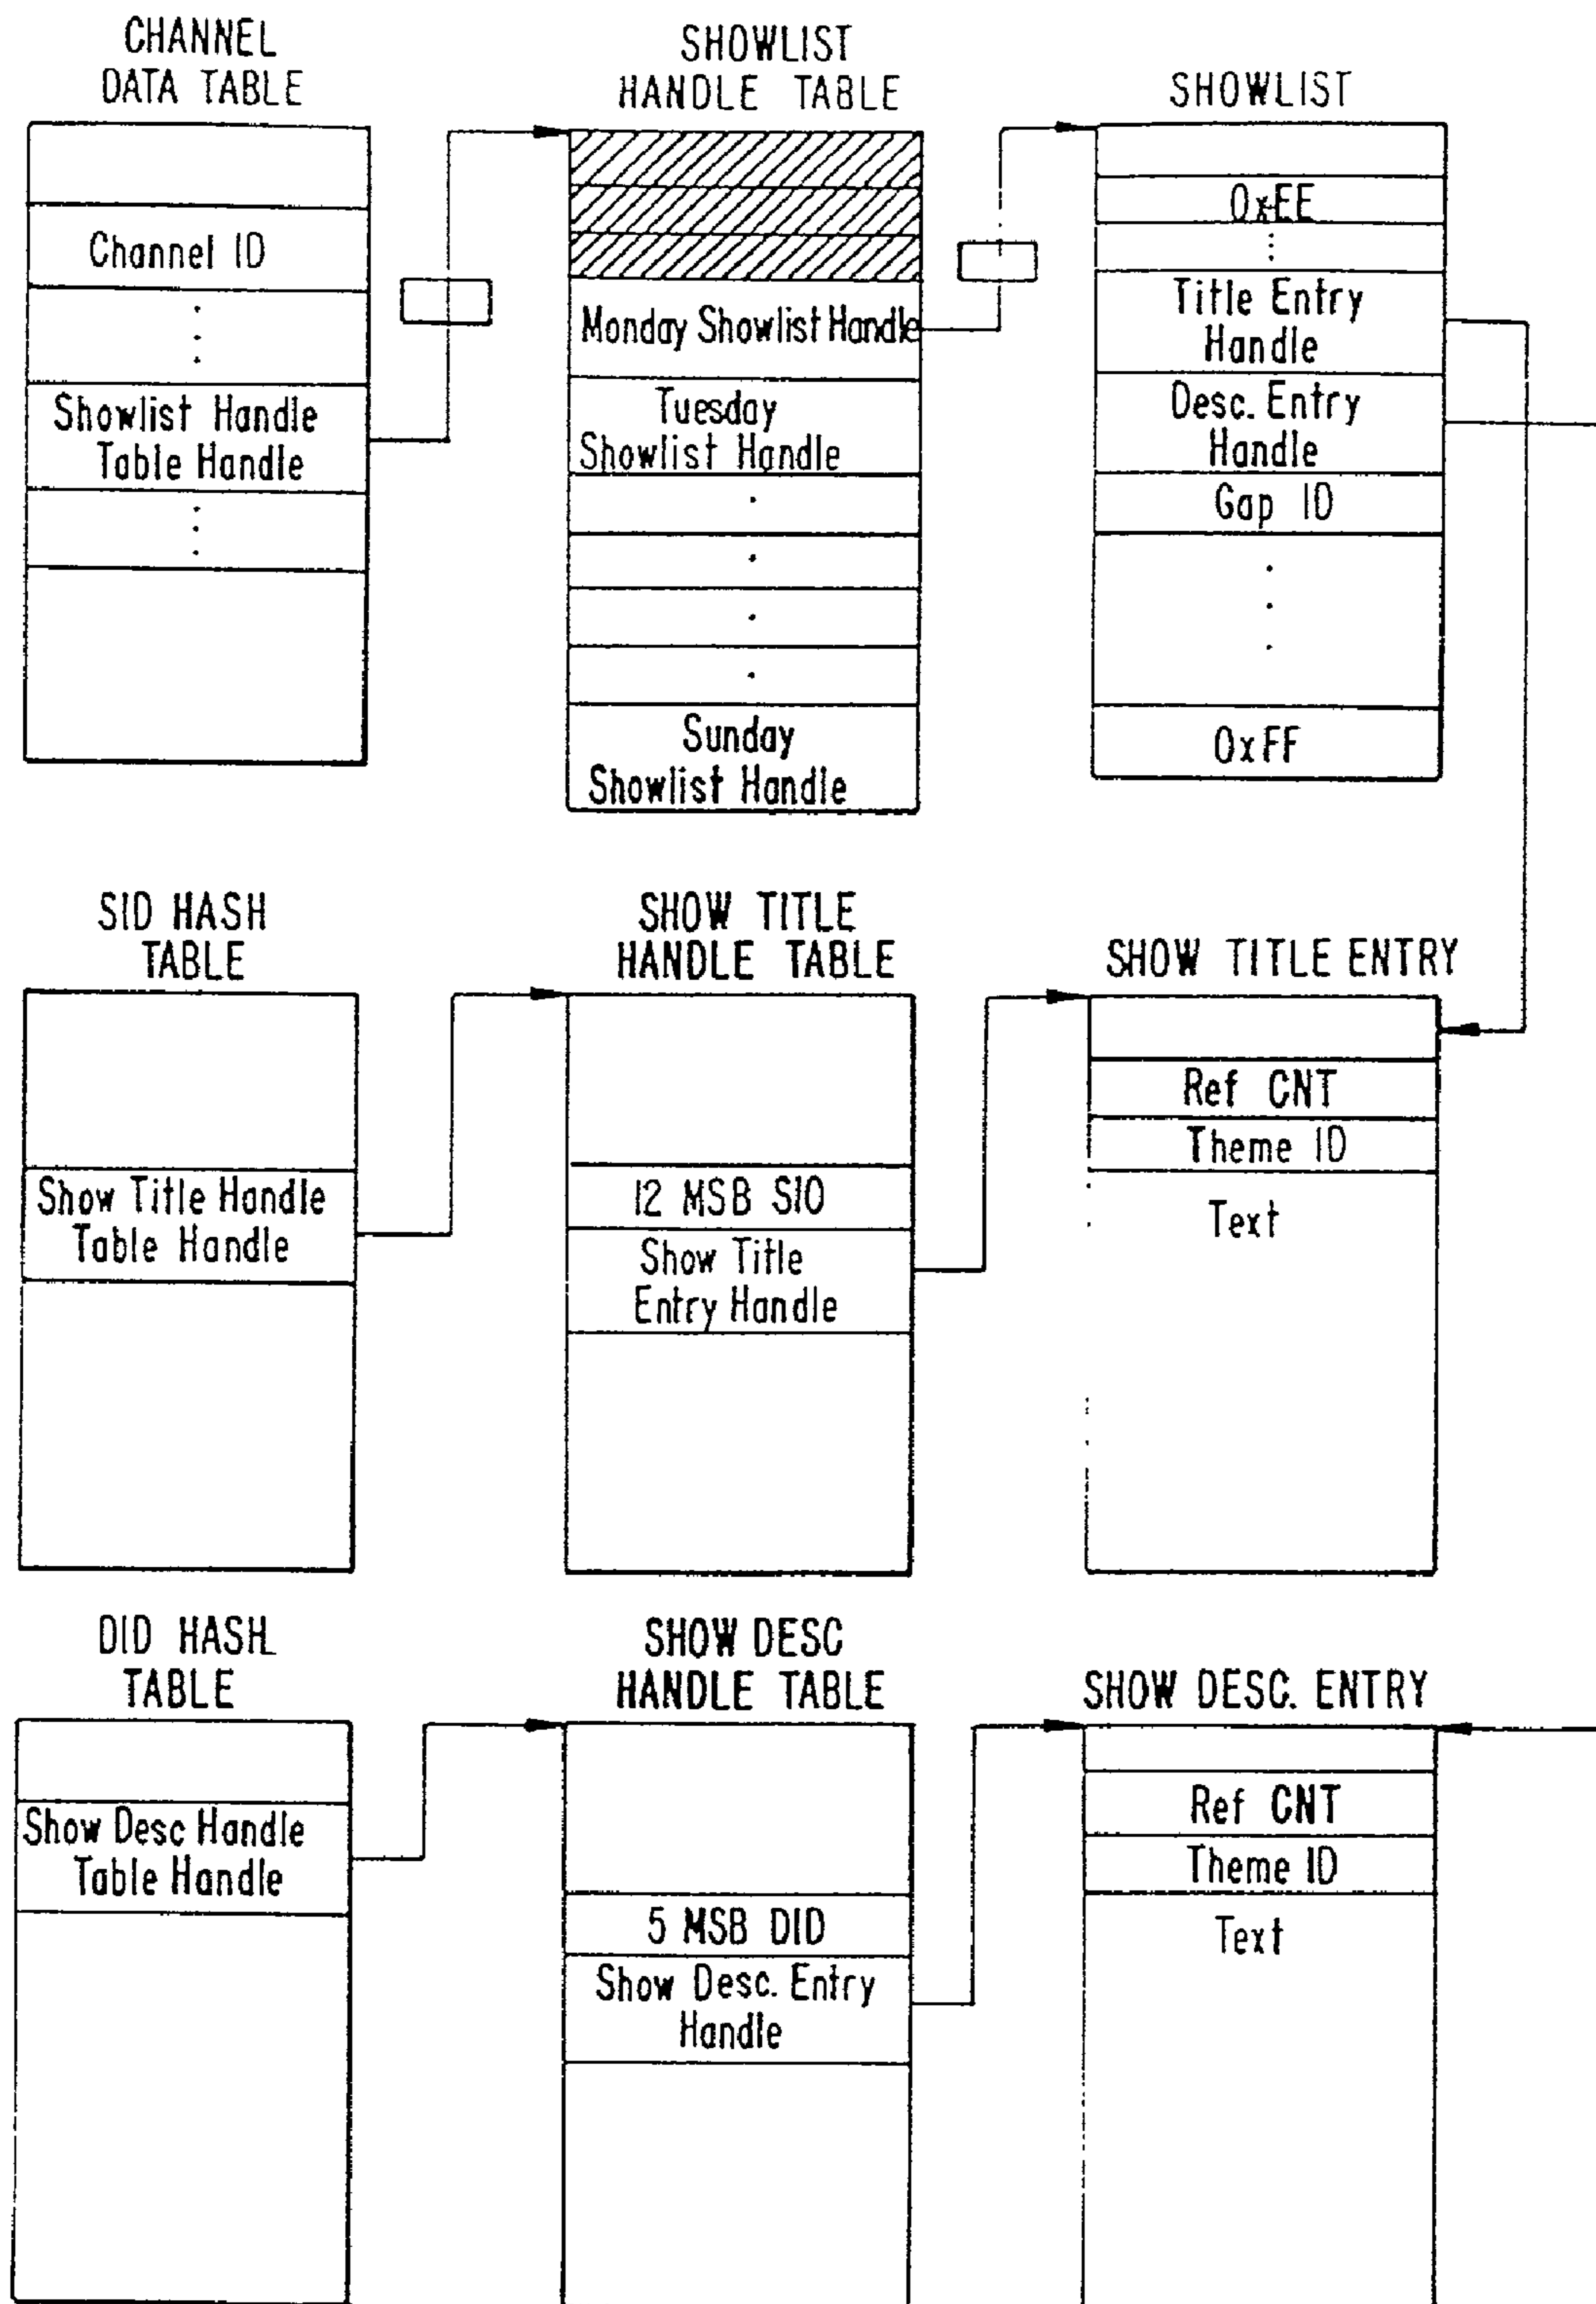 CHANNEL
DATA TABLE
Channel ID
Showlist Handle
Table Handle
SHOWLIST
HANDLE TABLE
Monday Showlist Handle
Tuesday
Showlist Handle
Sunday
Showlist Handle
SHOWLIST
0xEE
Title Entry
Handle
Desc. Entry
Handle
Gap ID
0xFF
SID HASH
TABLE
Show Title Handle
Table Handle
SHOW TITLE
HANDLE TABLE
12 MSB SID
Show Title
Entry Handle
SHOW TITLE ENTRY
Ref CNT
Theme ID
Text
DID HASH
TABLE
Show Desc Handle
Table Handle
SHOW DESC
HANDLE TABLE
5 MSB DID
Show Desc. Entry
Handle
SHOW DESC. ENTRY
Ref CNT
Theme ID
Text